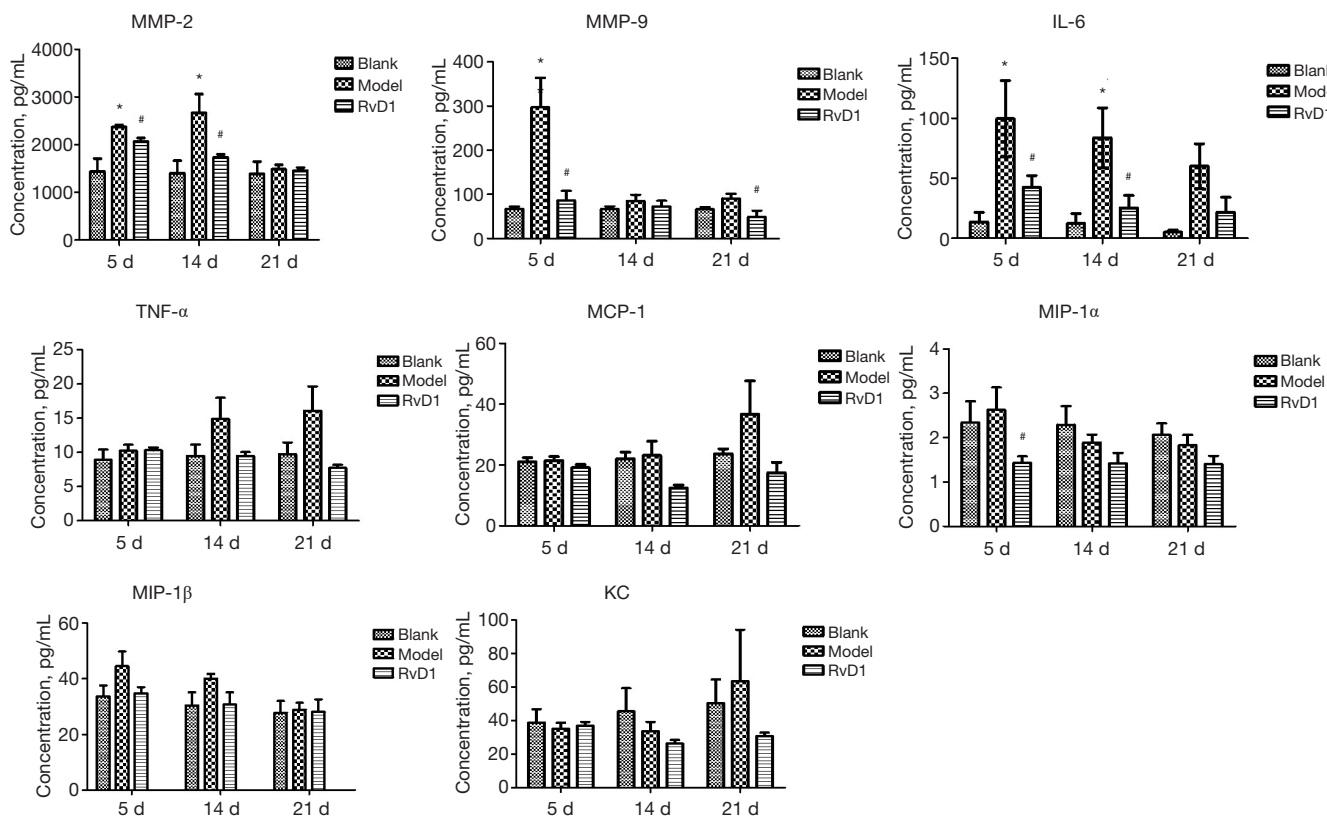 MMP-2
Concentration, pg/mL
4000
3000
2000
1000
0
*
#
*
#
5 d 14 d 21 d
Blank
Model
RvD1
MMP-9
Concentration, pg/mL
400
300
200
100
0
*
#
#
5 d 14 d 21 d
Blank
Model
RvD1
IL-6
Concentration, pg/mL
150
100
50
0
*
#
*
#
5 d 14 d 21 d
Blank
Model
RvD1
TNF-α
Concentration, pg/mL
25
20
15
10
5
0
5 d 14 d 21 d
Blank
Model
RvD1
MCP-1
Concentration, pg/mL
60
40
20
0
5 d 14 d 21 d
Blank
Model
RvD1
MIP-1α
Concentration, pg/mL
4
3
2
1
0
#
5 d 14 d 21 d
Blank
Model
RvD1
MIP-1β
Concentration, pg/mL
60
40
20
0
5 d 14 d 21 d
Blank
Model
RvD1
KC
Concentration, pg/mL
100
80
60
40
20
0
5 d 14 d 21 d
Blank
Model
RvD1